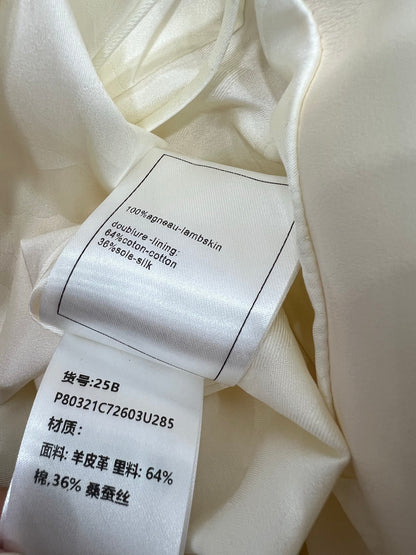 100%agneau-lambskin
doublure-lining:
64%coton-cotton
36%soie-silk
货号:25B
P80321C72603U285
材质:
面料: 羊皮革 里料: 64%
棉,36% 桑蚕丝